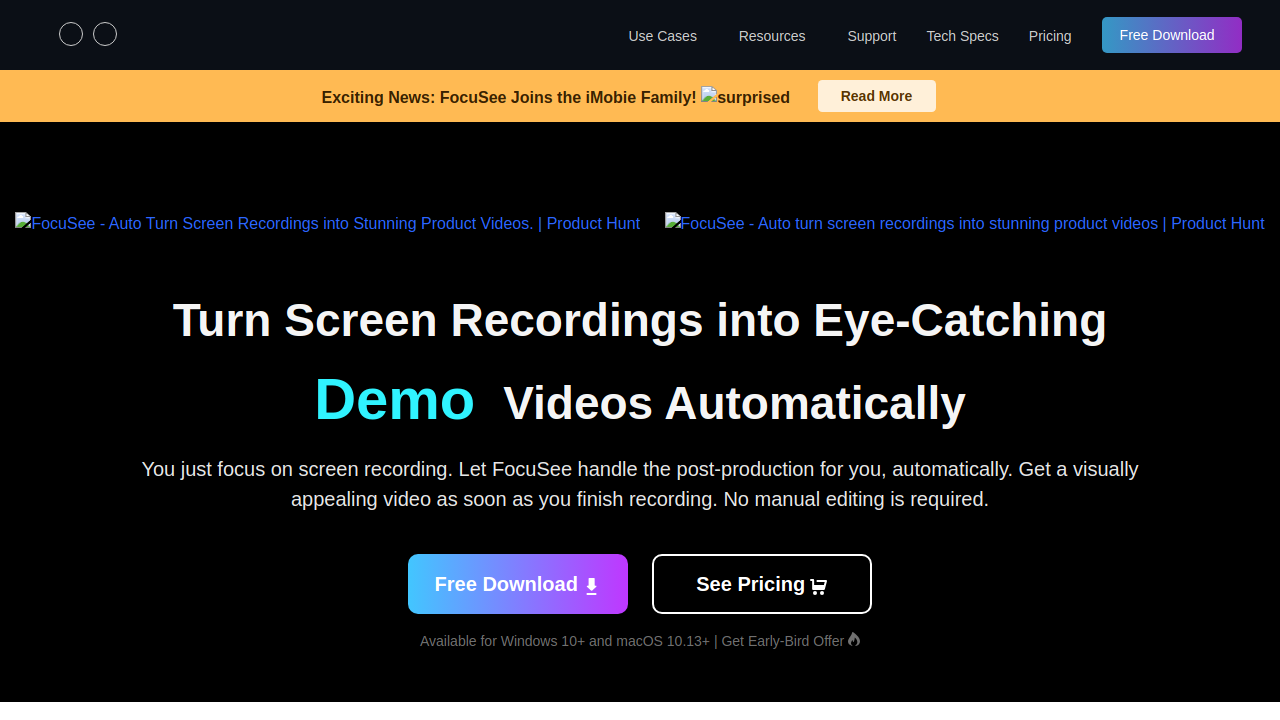 Use Cases Resources Support Tech Specs Pricing Free Download
Exciting News: FocuSee Joins the iMobie Family! surprised Read More
FocuSee - Auto Turn Screen Recordings into Stunning Product Videos. | Product Hunt FocuSee - Auto turn screen recordings into stunning product videos | Product Hunt
Turn Screen Recordings into Eye-Catching
Demo Videos Automatically
You just focus on screen recording. Let FocuSee handle the post-production for you, automatically. Get a visually
appealing video as soon as you finish recording. No manual editing is required.
Free Download See Pricing
Available for Windows 10+ and macOS 10.13+ | Get Early-Bird Offer